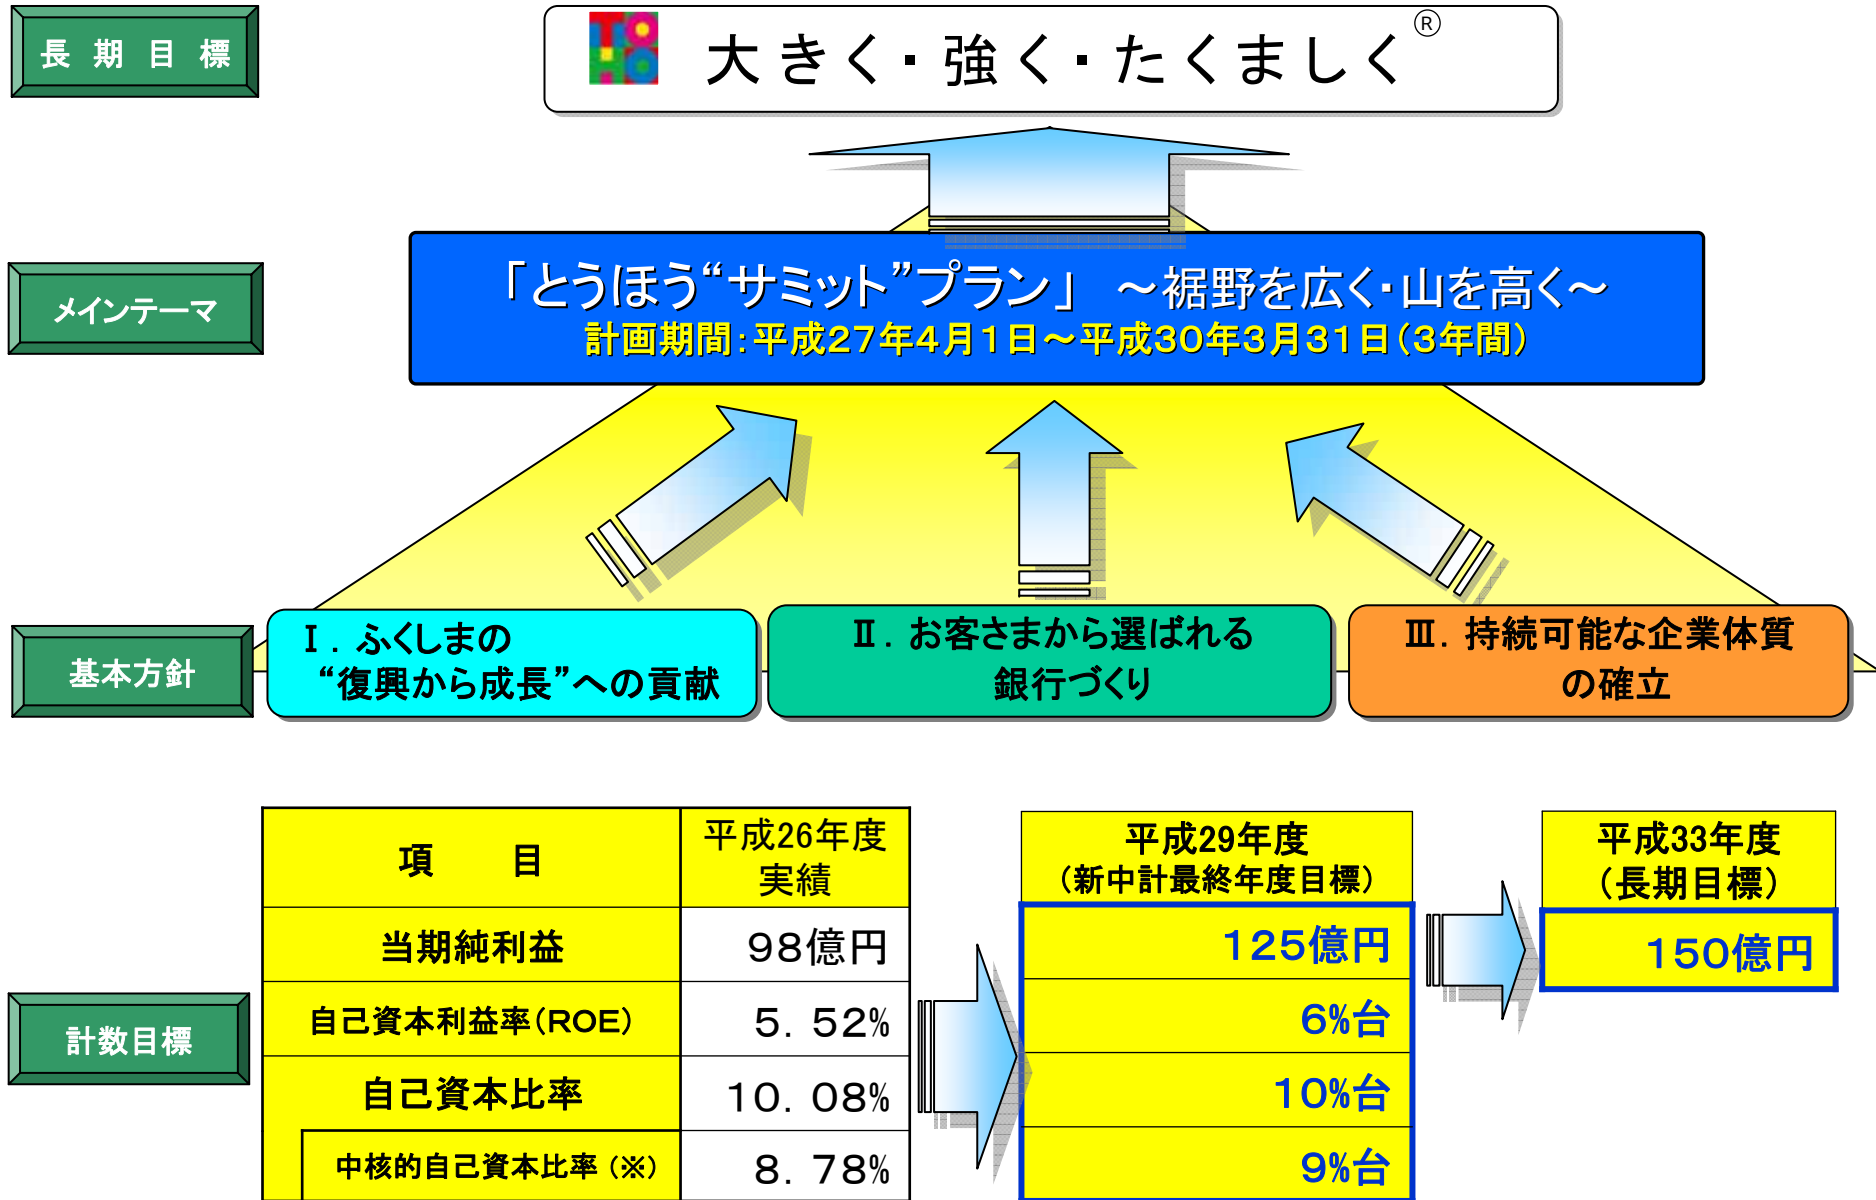 長期目標
TOHO 大きく・強く・たくましく®
メインテーマ
「とうほう“サミット”プラン」 ～裾野を広く・山を高く～
計画期間：平成27年4月1日～平成30年3月31日（3年間）
基本方針
Ⅰ．ふくしまの
“復興から成長”への貢献
Ⅱ．お客さまから選ばれる
銀行づくり
Ⅲ．持続可能な企業体質
の確立
計数目標
項 目
平成26年度
実績
当期純利益 98億円
自己資本利益率（ROE） 5．52%
自己資本比率 10．08%
中核的自己資本比率（※） 8．78%
平成29年度
（新中計最終年度目標）
125億円
6%台
10%台
9%台
平成33年度
（長期目標）
150億円